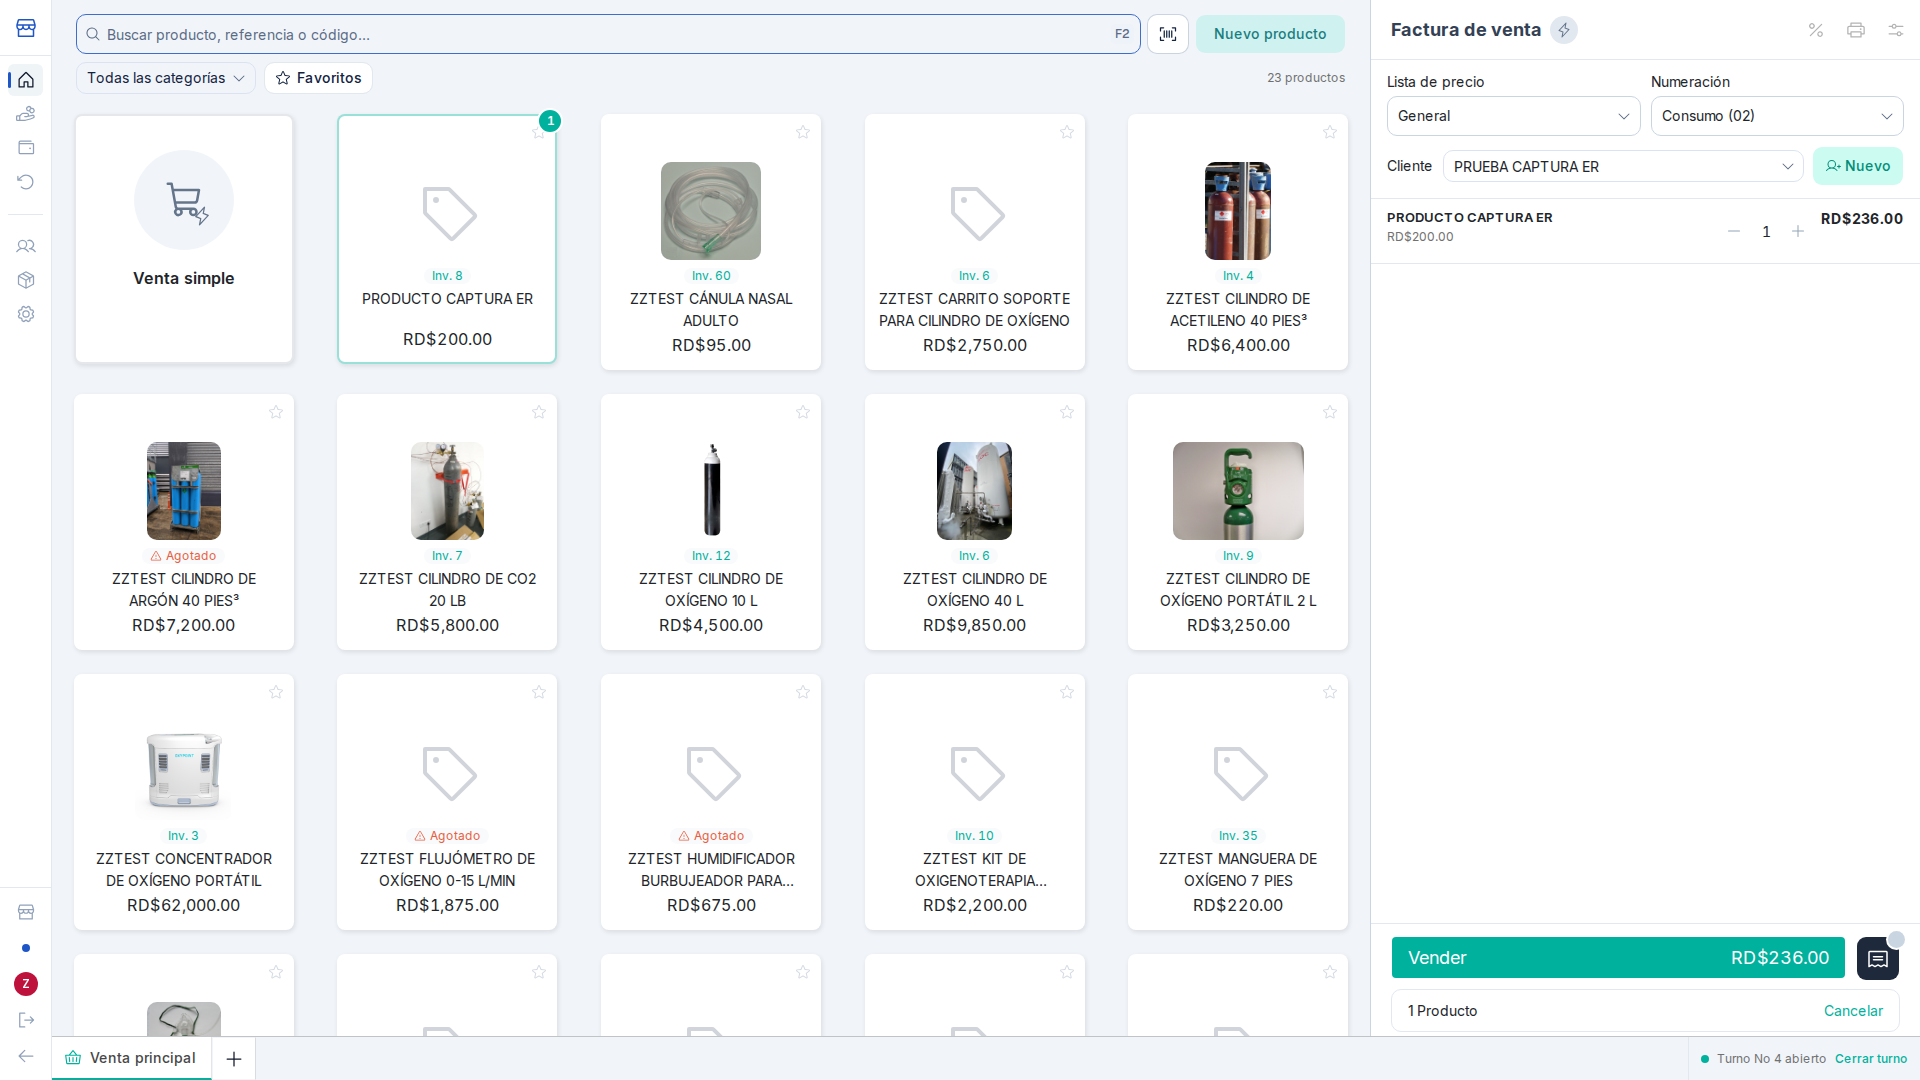 Buscar producto, referencia o código...
F2
Nuevo producto
Todas las categorías
Favoritos
23 productos
Venta simple
1
Inv. 8
PRODUCTO CAPTURA ER
RD$200.00
Inv. 60
ZZTEST CÁNULA NASAL
ADULTO
RD$95.00
Inv. 6
ZZTEST CARRITO SOPORTE
PARA CILINDRO DE OXÍGENO
RD$2,750.00
Inv. 4
ZZTEST CILINDRO DE
ACETILENO 40 PIES³
RD$6,400.00
Agotado
ZZTEST CILINDRO DE
ARGÓN 40 PIES³
RD$7,200.00
Inv. 7
ZZTEST CILINDRO DE CO2
20 LB
RD$5,800.00
Inv. 12
ZZTEST CILINDRO DE
OXÍGENO 10 L
RD$4,500.00
Inv. 6
ZZTEST CILINDRO DE
OXÍGENO 40 L
RD$9,850.00
Inv. 9
ZZTEST CILINDRO DE
OXÍGENO PORTÁTIL 2 L
RD$3,250.00
Inv. 3
ZZTEST CONCENTRADOR
DE OXÍGENO PORTÁTIL
RD$62,000.00
Agotado
ZZTEST FLUJÓMETRO DE
OXÍGENO 0-15 L/MIN
RD$1,875.00
Agotado
ZZTEST HUMIDIFICADOR
BURBUJEADOR PARA...
RD$675.00
Inv. 10
ZZTEST KIT DE
OXIGENOTERAPIA...
RD$2,200.00
Inv. 35
ZZTEST MANGUERA DE
OXÍGENO 7 PIES
RD$220.00
Factura de venta
Lista de precio
Numeración
General
Consumo (02)
Cliente
PRUEBA CAPTURA ER
Nuevo
PRODUCTO CAPTURA ER
RD$200.00
1
RD$236.00
Vender
RD$236.00
1 Producto
Cancelar
Z
Venta principal
Turno No 4 abierto
Cerrar turno